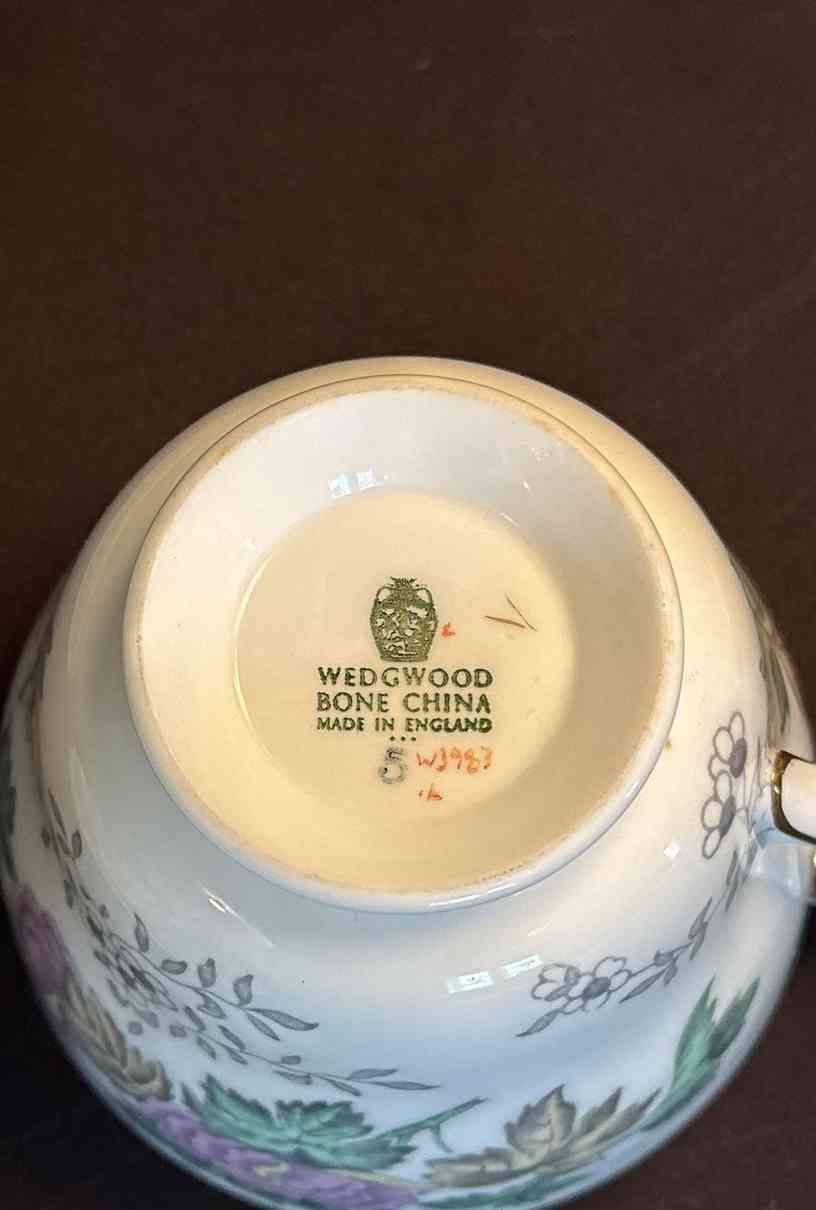 WEDGWOOD
BONE CHINA
MADE IN ENGLAND
5 W3983